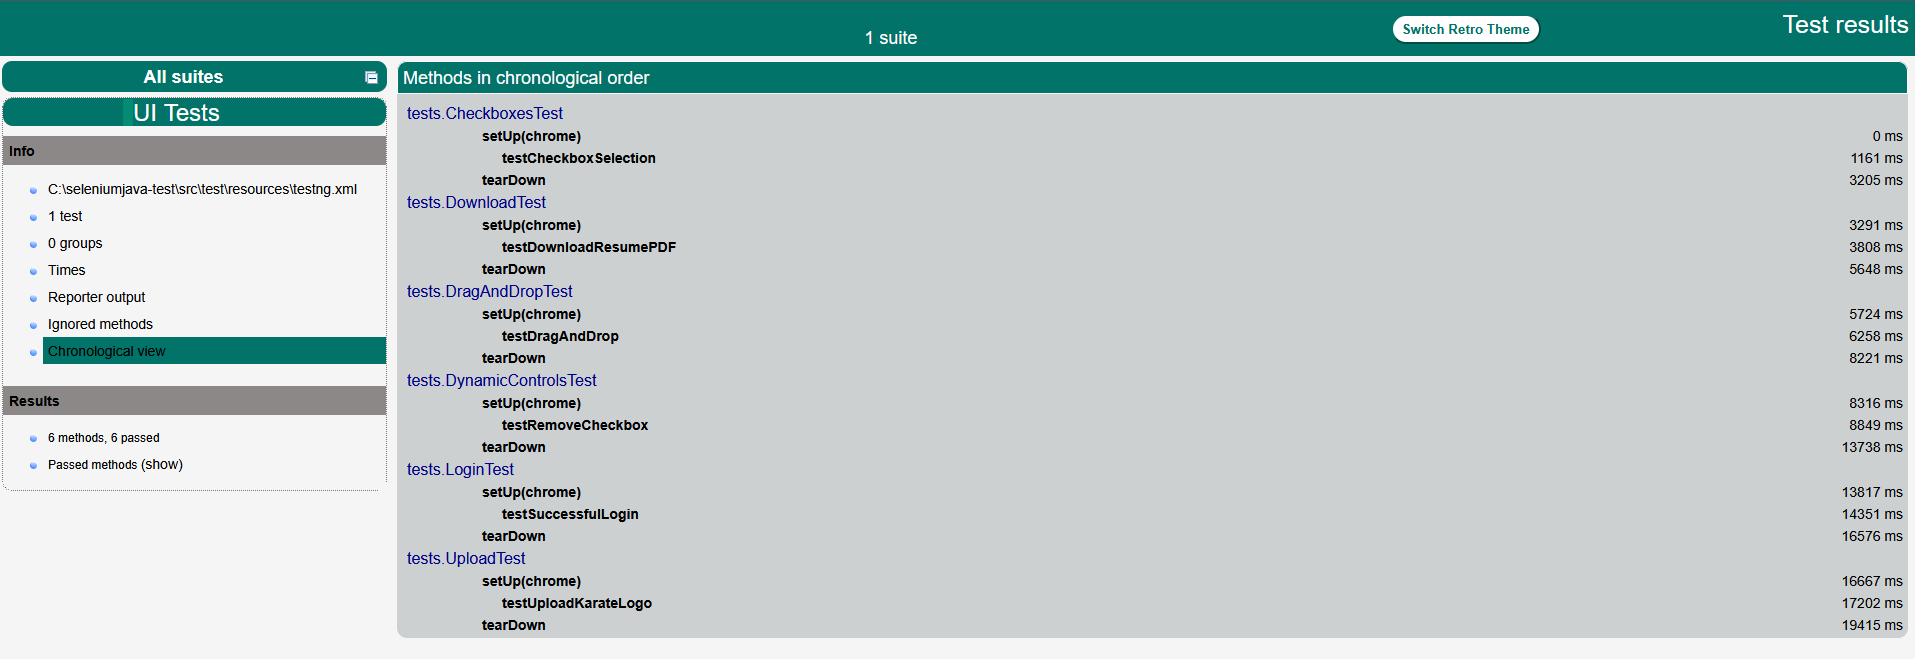 1 suite
Switch Retro Theme
Test results
All suites
UI Tests
Info
C:\seleniumjava-test\src\test\resources\testng.xml
1 test
0 groups
Times
Reporter output
Ignored methods
Chronological view
Results
6 methods, 6 passed
Passed methods (show)
Methods in chronological order
tests.CheckboxesTest
setUp(chrome) 0 ms
testCheckboxSelection 1161 ms
tearDown 3205 ms
tests.DownloadTest
setUp(chrome) 3291 ms
testDownloadResumePDF 3808 ms
tearDown 5648 ms
tests.DragAndDropTest
setUp(chrome) 5724 ms
testDragAndDrop 6258 ms
tearDown 8221 ms
tests.DynamicControlsTest
setUp(chrome) 8316 ms
testRemoveCheckbox 8849 ms
tearDown 13738 ms
tests.LoginTest
setUp(chrome) 13817 ms
testSuccessfulLogin 14351 ms
tearDown 16576 ms
tests.UploadTest
setUp(chrome) 16667 ms
testUploadKarateLogo 17202 ms
tearDown 19415 ms